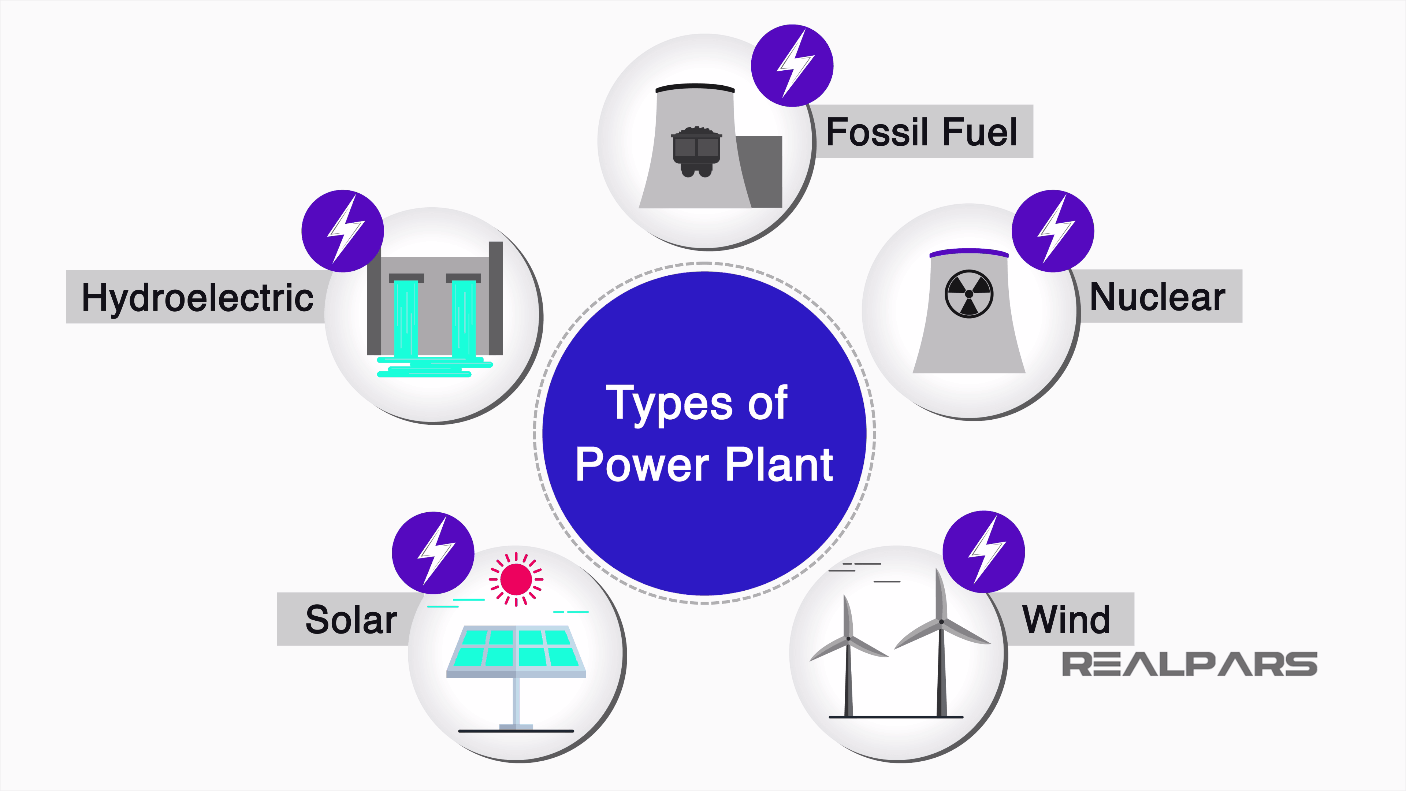 Fossil Fuel
Hydroelectric
Nuclear
Types of
Power Plant
Solar
Wind
REALPARS